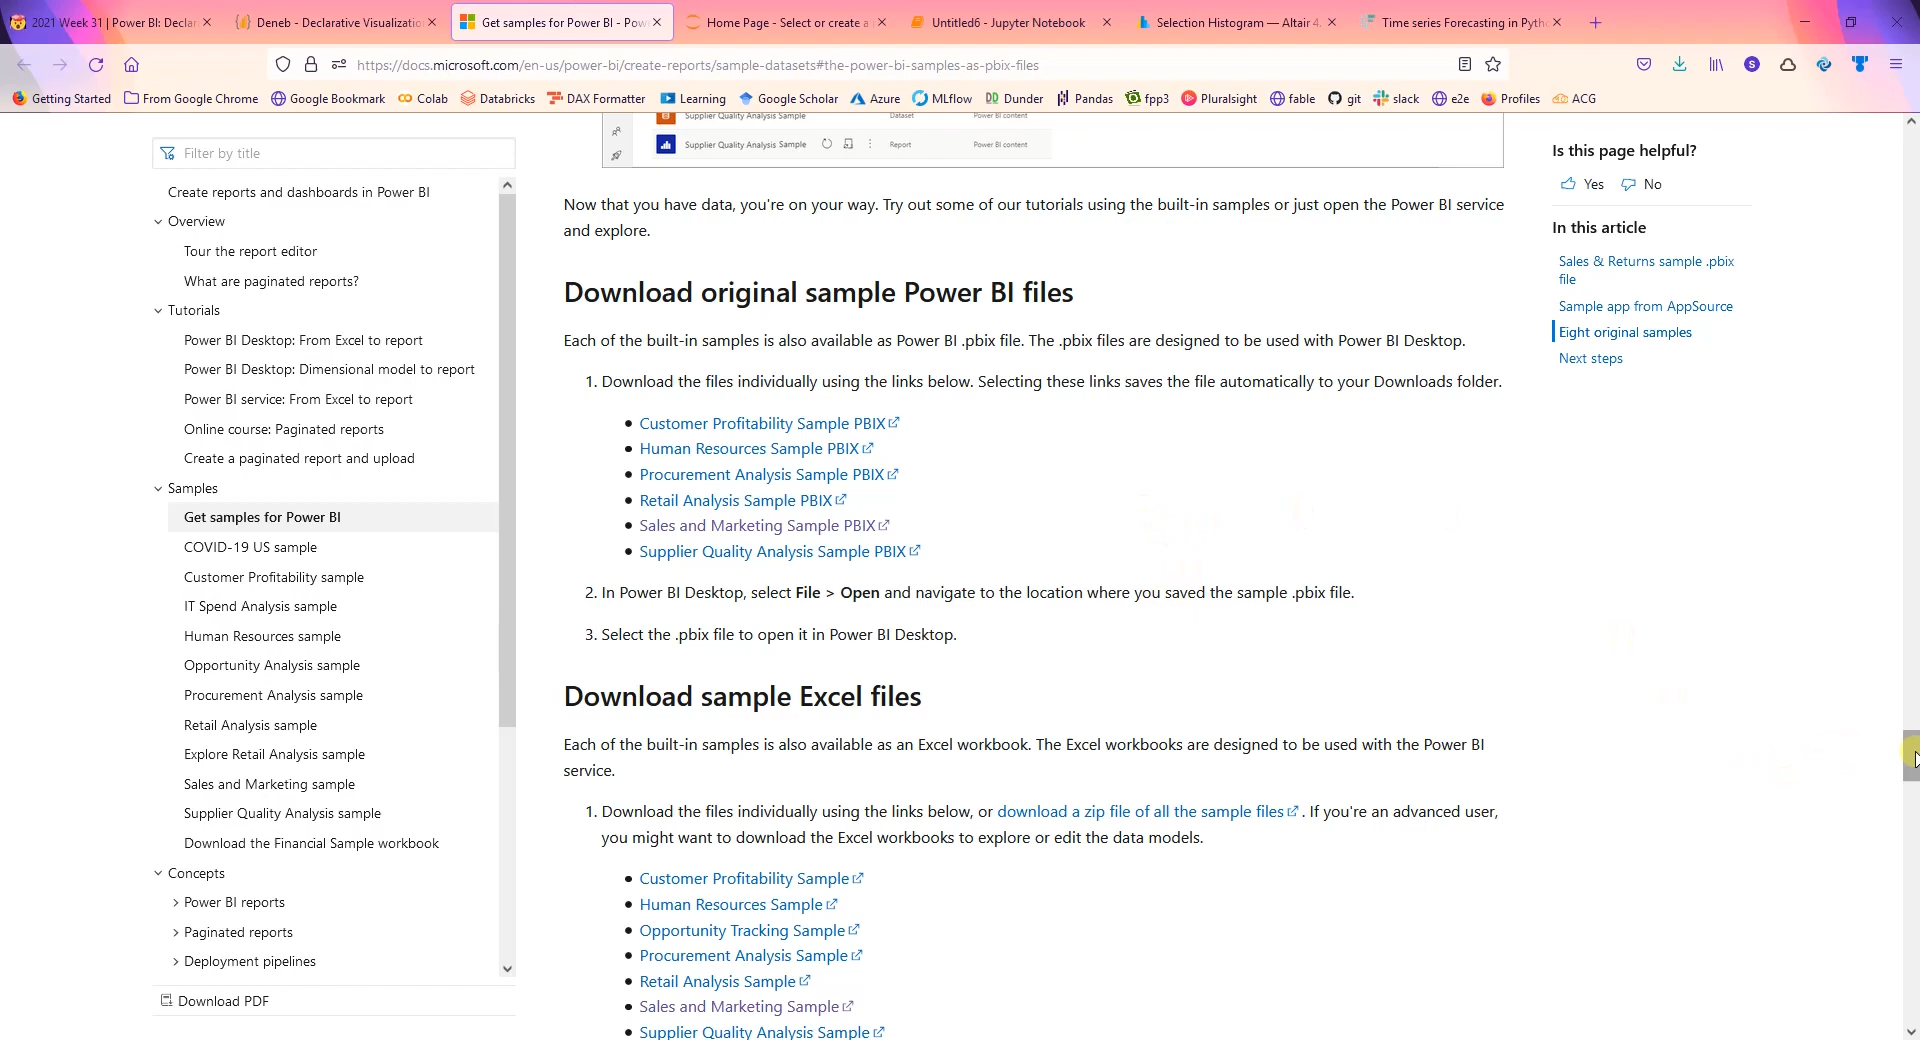 2021 Week 31 | Power BI: Declar
Deneb - Declarative Visualizatio
Get samples for Power BI - Pow
Home Page - Select or create a
Untitled6 - Jupyter Notebook
Selection Histogram — Altair 4.
Time series Forecasting in Pyth
https://docs.microsoft.com/en-us/power-bi/create-reports/sample-datasets#the-power-bi-samples-as-pbix-files
Getting Started
From Google Chrome
Google Bookmark
Colab
Databricks
DAX Formatter
Learning
Google Scholar
Azure
MLflow
Dunder
Pandas
fpp3
Pluralsight
fable
git
slack
e2e
Profiles
ACG
Filter by title
Create reports and dashboards in Power BI
Overview
Tour the report editor
What are paginated reports?
Tutorials
Power BI Desktop: From Excel to report
Power BI Desktop: Dimensional model to report
Power BI service: From Excel to report
Online course: Paginated reports
Create a paginated report and upload
Samples
Get samples for Power BI
COVID-19 US sample
Customer Profitability sample
IT Spend Analysis sample
Human Resources sample
Opportunity Analysis sample
Procurement Analysis sample
Retail Analysis sample
Explore Retail Analysis sample
Sales and Marketing sample
Supplier Quality Analysis sample
Download the Financial Sample workbook
Concepts
Power BI reports
Paginated reports
Deployment pipelines
Download PDF
Supplier Quality Analysis Sample Dataset Power BI content
Supplier Quality Analysis Sample Report Power BI content
Now that you have data, you're on your way. Try out some of our tutorials using the built-in samples or just open the Power BI service
and explore.
Download original sample Power BI files
Each of the built-in samples is also available as Power BI .pbix file. The .pbix files are designed to be used with Power BI Desktop.
1. Download the files individually using the links below. Selecting these links saves the file automatically to your Downloads folder.
• Customer Profitability Sample PBIX
• Human Resources Sample PBIX
• Procurement Analysis Sample PBIX
• Retail Analysis Sample PBIX
• Sales and Marketing Sample PBIX
• Supplier Quality Analysis Sample PBIX
2. In Power BI Desktop, select File > Open and navigate to the location where you saved the sample .pbix file.
3. Select the .pbix file to open it in Power BI Desktop.
Download sample Excel files
Each of the built-in samples is also available as an Excel workbook. The Excel workbooks are designed to be used with the Power BI
service.
1. Download the files individually using the links below, or download a zip file of all the sample files. If you're an advanced user,
you might want to download the Excel workbooks to explore or edit the data models.
• Customer Profitability Sample
• Human Resources Sample
• Opportunity Tracking Sample
• Procurement Analysis Sample
• Retail Analysis Sample
• Sales and Marketing Sample
• Supplier Quality Analysis Sample
Is this page helpful?
Yes No
In this article
Sales & Returns sample .pbix
file
Sample app from AppSource
Eight original samples
Next steps